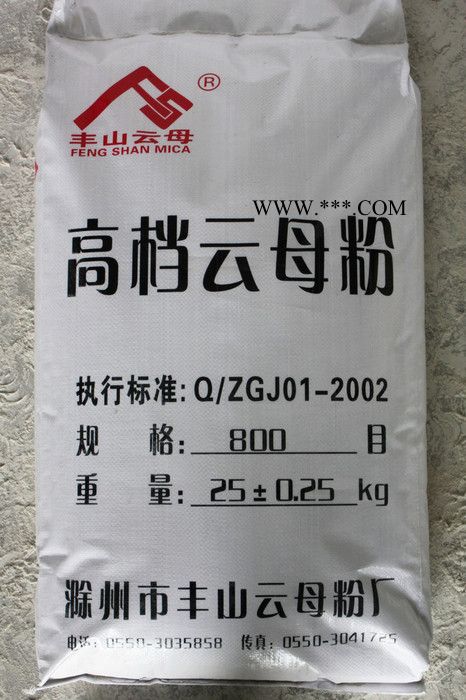 ®
丰山云母
FENG SHAN MICA
WWW.***.COM
高档云母粉
执行标准: Q/ZGJ01-2002
规 格: 800 目
重 量: 25±0.25 kg
滁州市丰山云母粉厂
电话: 0550-3035858 传真: 0550-3041725